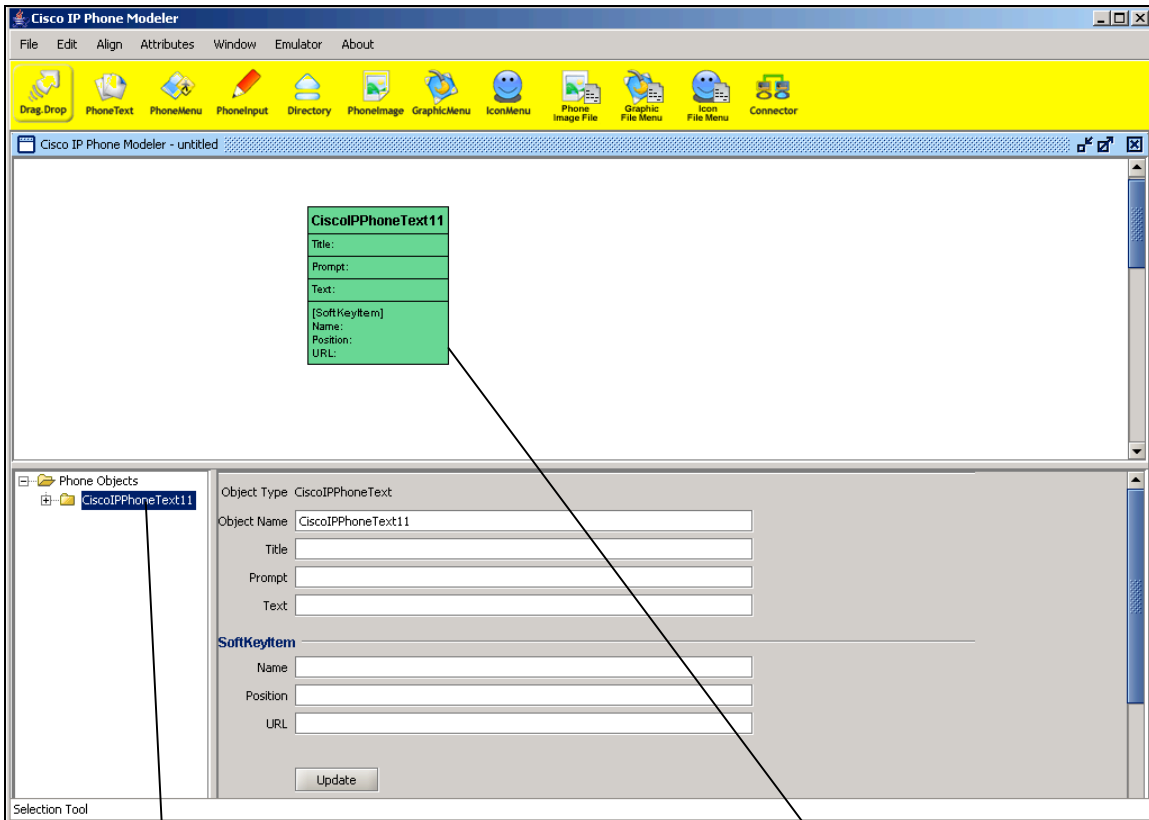 Cisco IP Phone Modeler
File Edit Align Attributes Window Emulator About
Drag.Drop PhoneText PhoneMenu PhoneInput Directory PhoneImage GraphicMenu IconMenu Phone Image File Graphic File Menu Icon File Menu Connector
Cisco IP Phone Modeler - untitled
CiscoIPPhoneText11
Title:
Prompt:
Text:
[SoftKeyItem]
Name:
Position:
URL:
Phone Objects
CiscoIPPhoneText11
Object Type CiscoIPPhoneText
Object Name CiscoIPPhoneText11
Title
Prompt
Text
SoftKeyItem
Name
Position
URL
Update
Selection Tool